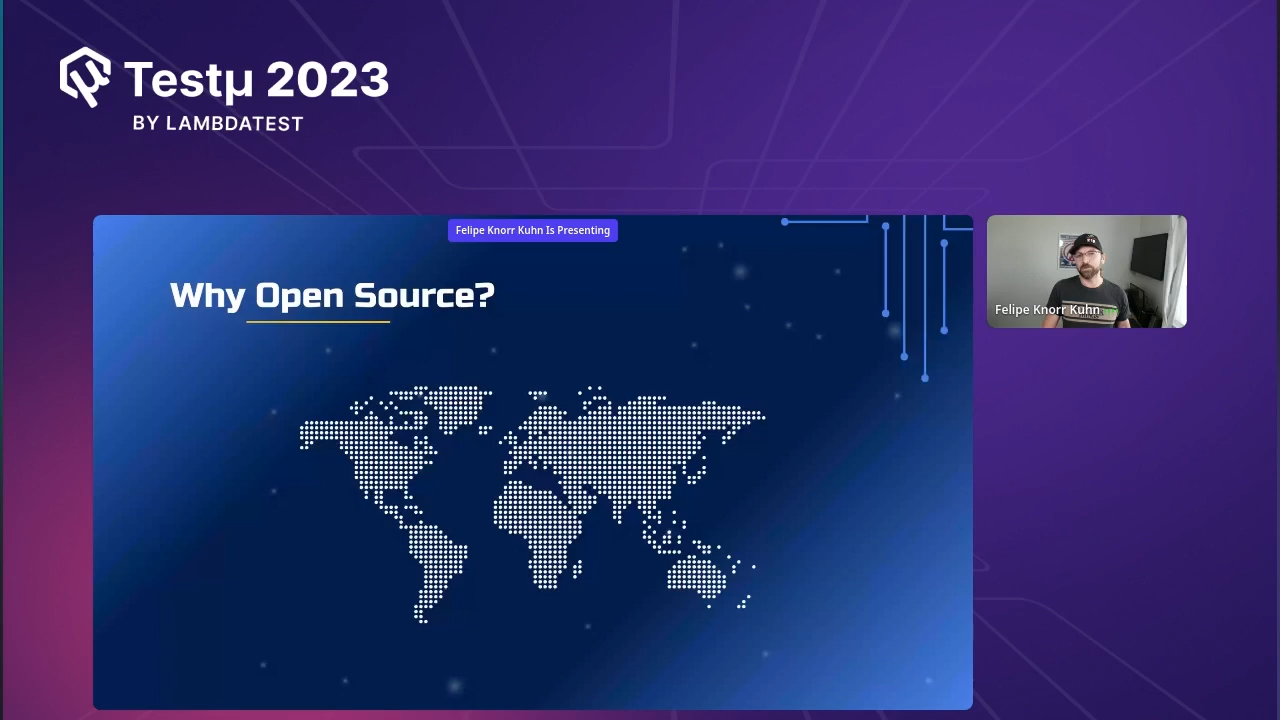 Testμ 2023
BY LAMBDATEST
Felipe Knorr Kuhn Is Presenting
Why Open Source?
Felipe Knorr Kuhn